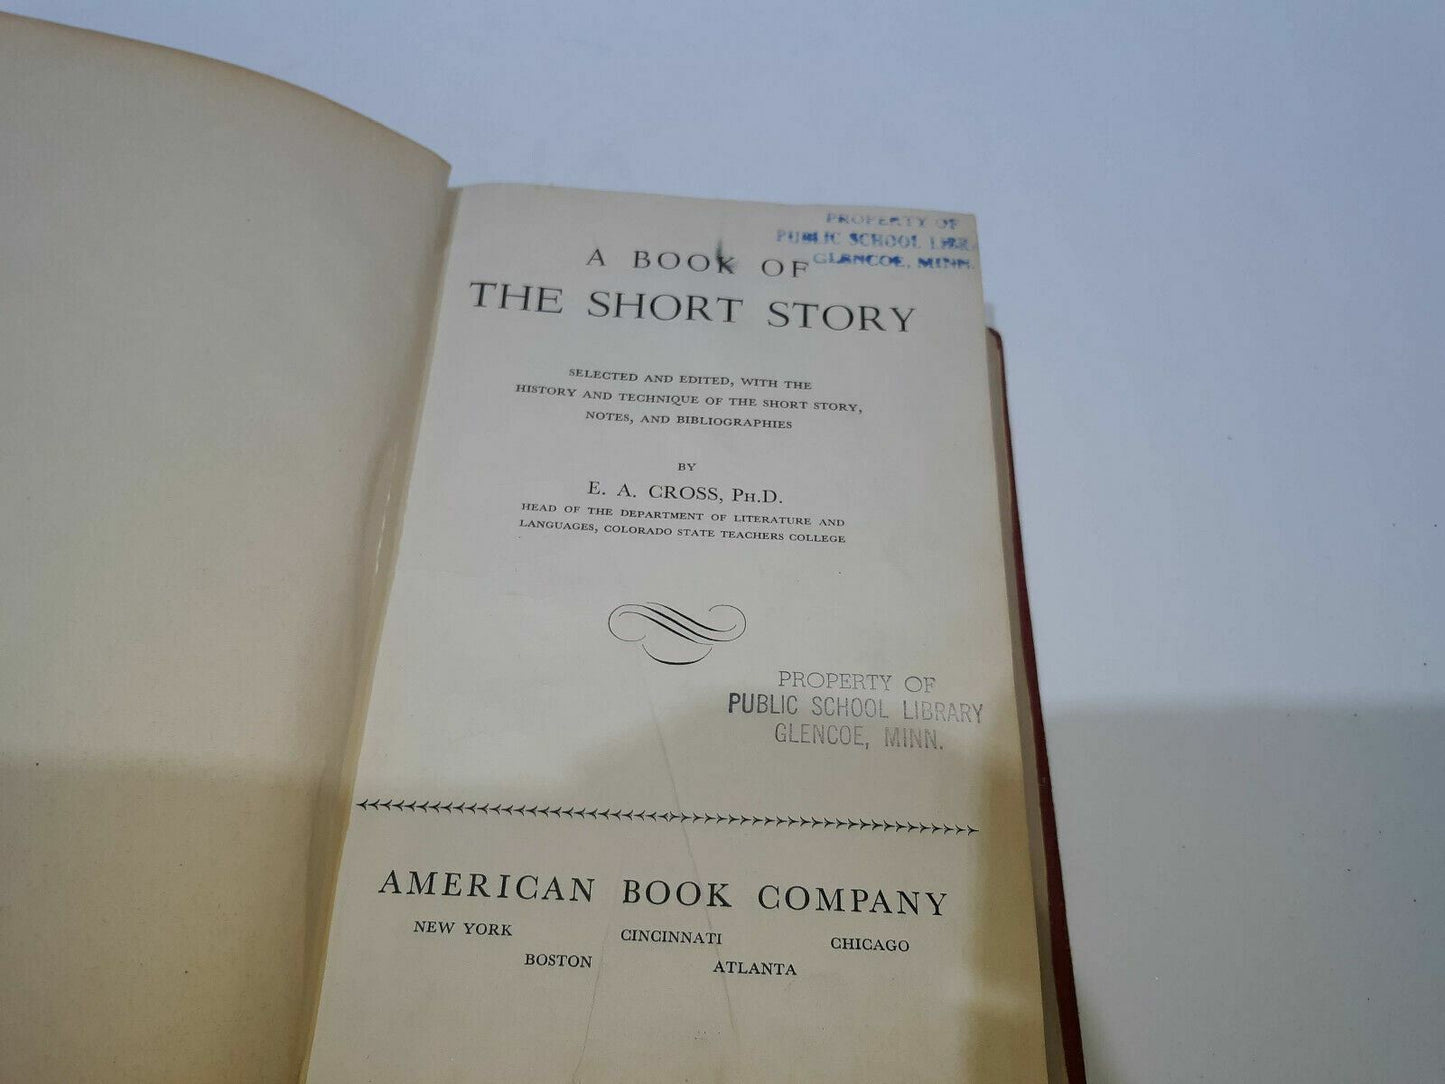 PROPERTY OF
PUBLIC SCHOOL LIBR
GLENCOE, MINN.
A BOOK OF
THE SHORT STORY
SELECTED AND EDITED, WITH THE
HISTORY AND TECHNIQUE OF THE SHORT STORY,
NOTES, AND BIBLIOGRAPHIES
BY
E. A. CROSS, PH.D.
HEAD OF THE DEPARTMENT OF LITERATURE AND
LANGUAGES, COLORADO STATE TEACHERS COLLEGE
PROPERTY OF
PUBLIC SCHOOL LIBRARY
GLENCOE, MINN.
AMERICAN BOOK COMPANY
NEW YORK CINCINNATI CHICAGO
BOSTON ATLANTA